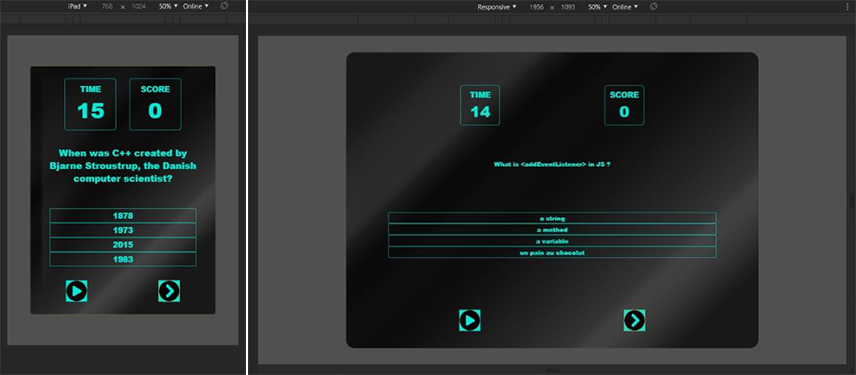 iPad ▼ 768 × 1024 50% ▼ Online ▼
TIME
15
SCORE
0
When was C++ created by
Bjarne Stroustrup, the Danish
computer scientist?
1878
1973
2015
1983
Responsive ▼ 1956 × 1093 50% ▼ Online ▼
TIME
14
SCORE
0
What is <addEventListener> in JS ?
a string
a method
a variable
un pain au chocolat